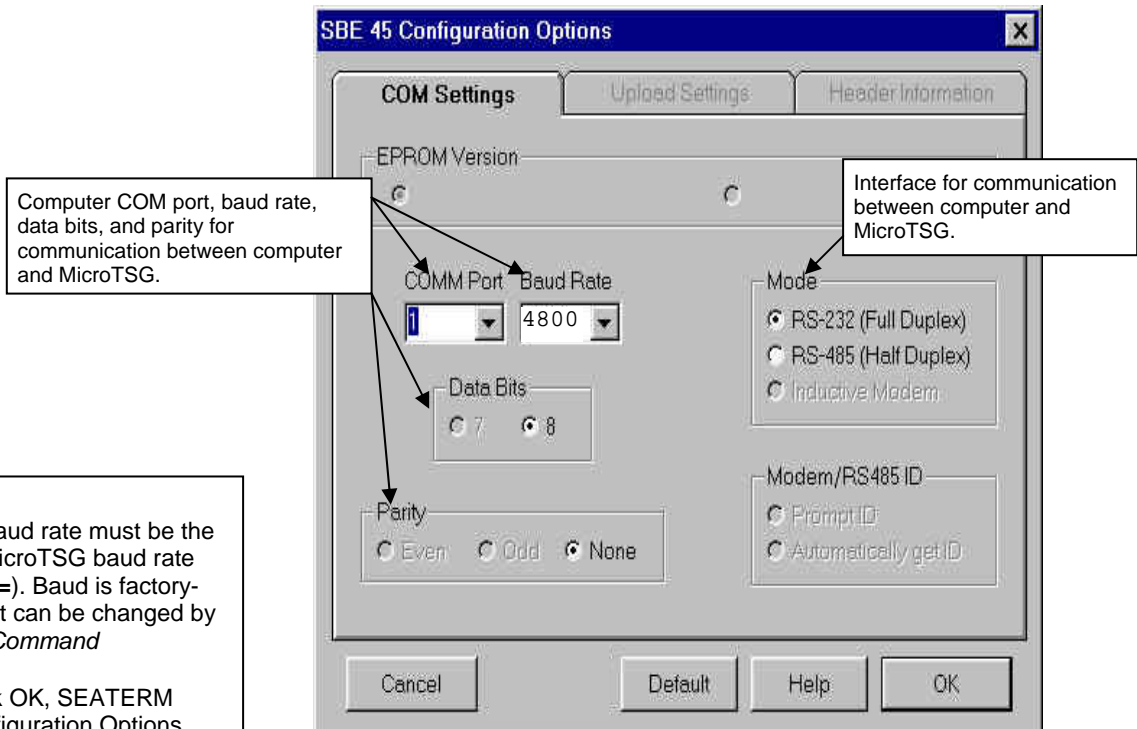 SBE 45 Configuration Options
COM Settings
Upload Settings
Header Information
EPROM Version
Computer COM port, baud rate,
data bits, and parity for
communication between computer
and MicroTSG.
Interface for communication
between computer and
MicroTSG.
COMM Port Baud Rate
1 4800
Mode
RS-232 (Full Duplex)
RS-485 (Half Duplex)
Inductive Modem
Data Bits
7 8
Modem/RS485 ID
Prompt ID
Automatically get ID
Parity
Even Odd None
aud rate must be the
icroTSG baud rate
=). Baud is factory-
t can be changed by
Command
OK, SEATERM
figuration Options
Cancel Default Help OK